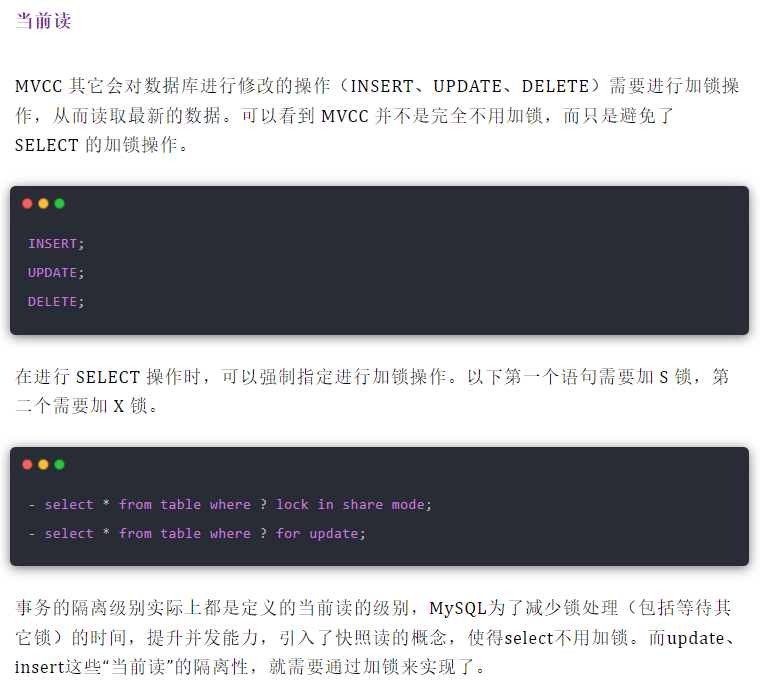 当前读
MVCC 其它会对数据库进行修改的操作（INSERT、UPDATE、DELETE）需要进行加锁操
作，从而读取最新的数据。可以看到 MVCC 并不是完全不用加锁，而只是避免了
SELECT 的加锁操作。
INSERT;
UPDATE;
DELETE;
在进行 SELECT 操作时，可以强制指定进行加锁操作。以下第一个语句需要加 S 锁，第
二个需要加 X 锁。
- select * from table where ? lock in share mode;
- select * from table where ? for update;
事务的隔离级别实际上都是定义的当前读的级别，MySQL为了减少锁处理（包括等待其
它锁）的时间，提升并发能力，引入了快照读的概念，使得select不用加锁。而update、
insert这些“当前读”的隔离性，就需要通过加锁来实现了。